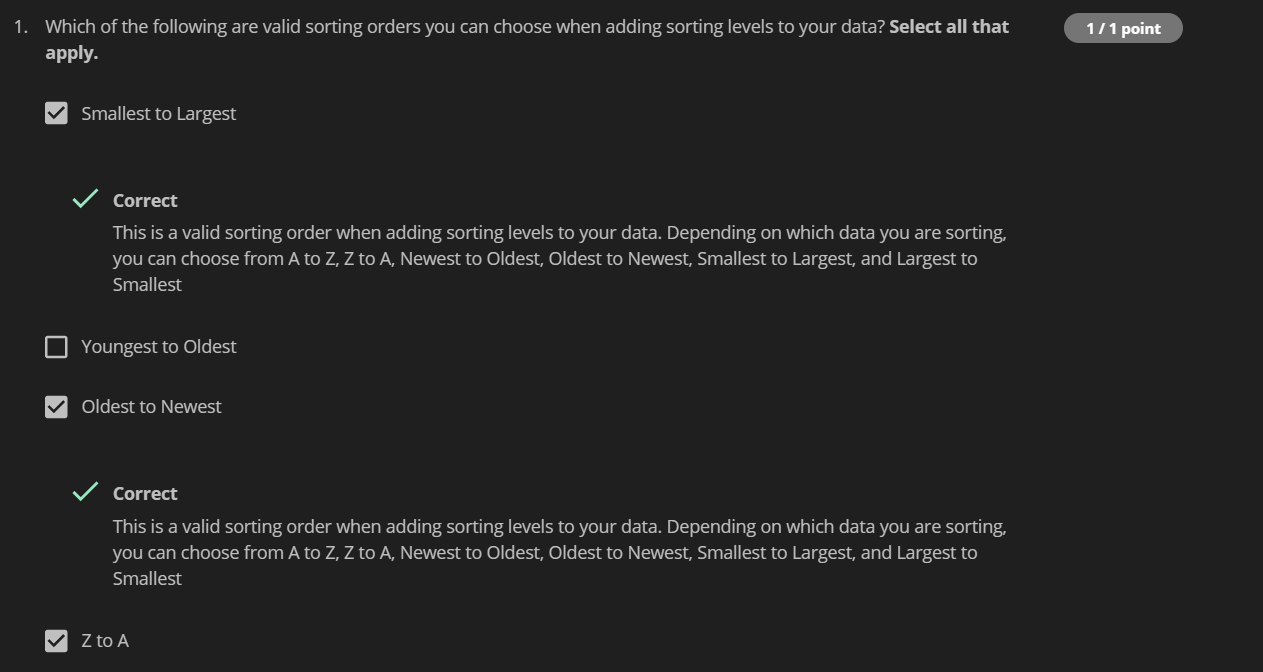 1. Which of the following are valid sorting orders you can choose when adding sorting levels to your data? Select all that
apply.
1 / 1 point
Smallest to Largest
Correct
This is a valid sorting order when adding sorting levels to your data. Depending on which data you are sorting,
you can choose from A to Z, Z to A, Newest to Oldest, Oldest to Newest, Smallest to Largest, and Largest to
Smallest
Youngest to Oldest
Oldest to Newest
Correct
This is a valid sorting order when adding sorting levels to your data. Depending on which data you are sorting,
you can choose from A to Z, Z to A, Newest to Oldest, Oldest to Newest, Smallest to Largest, and Largest to
Smallest
Z to A